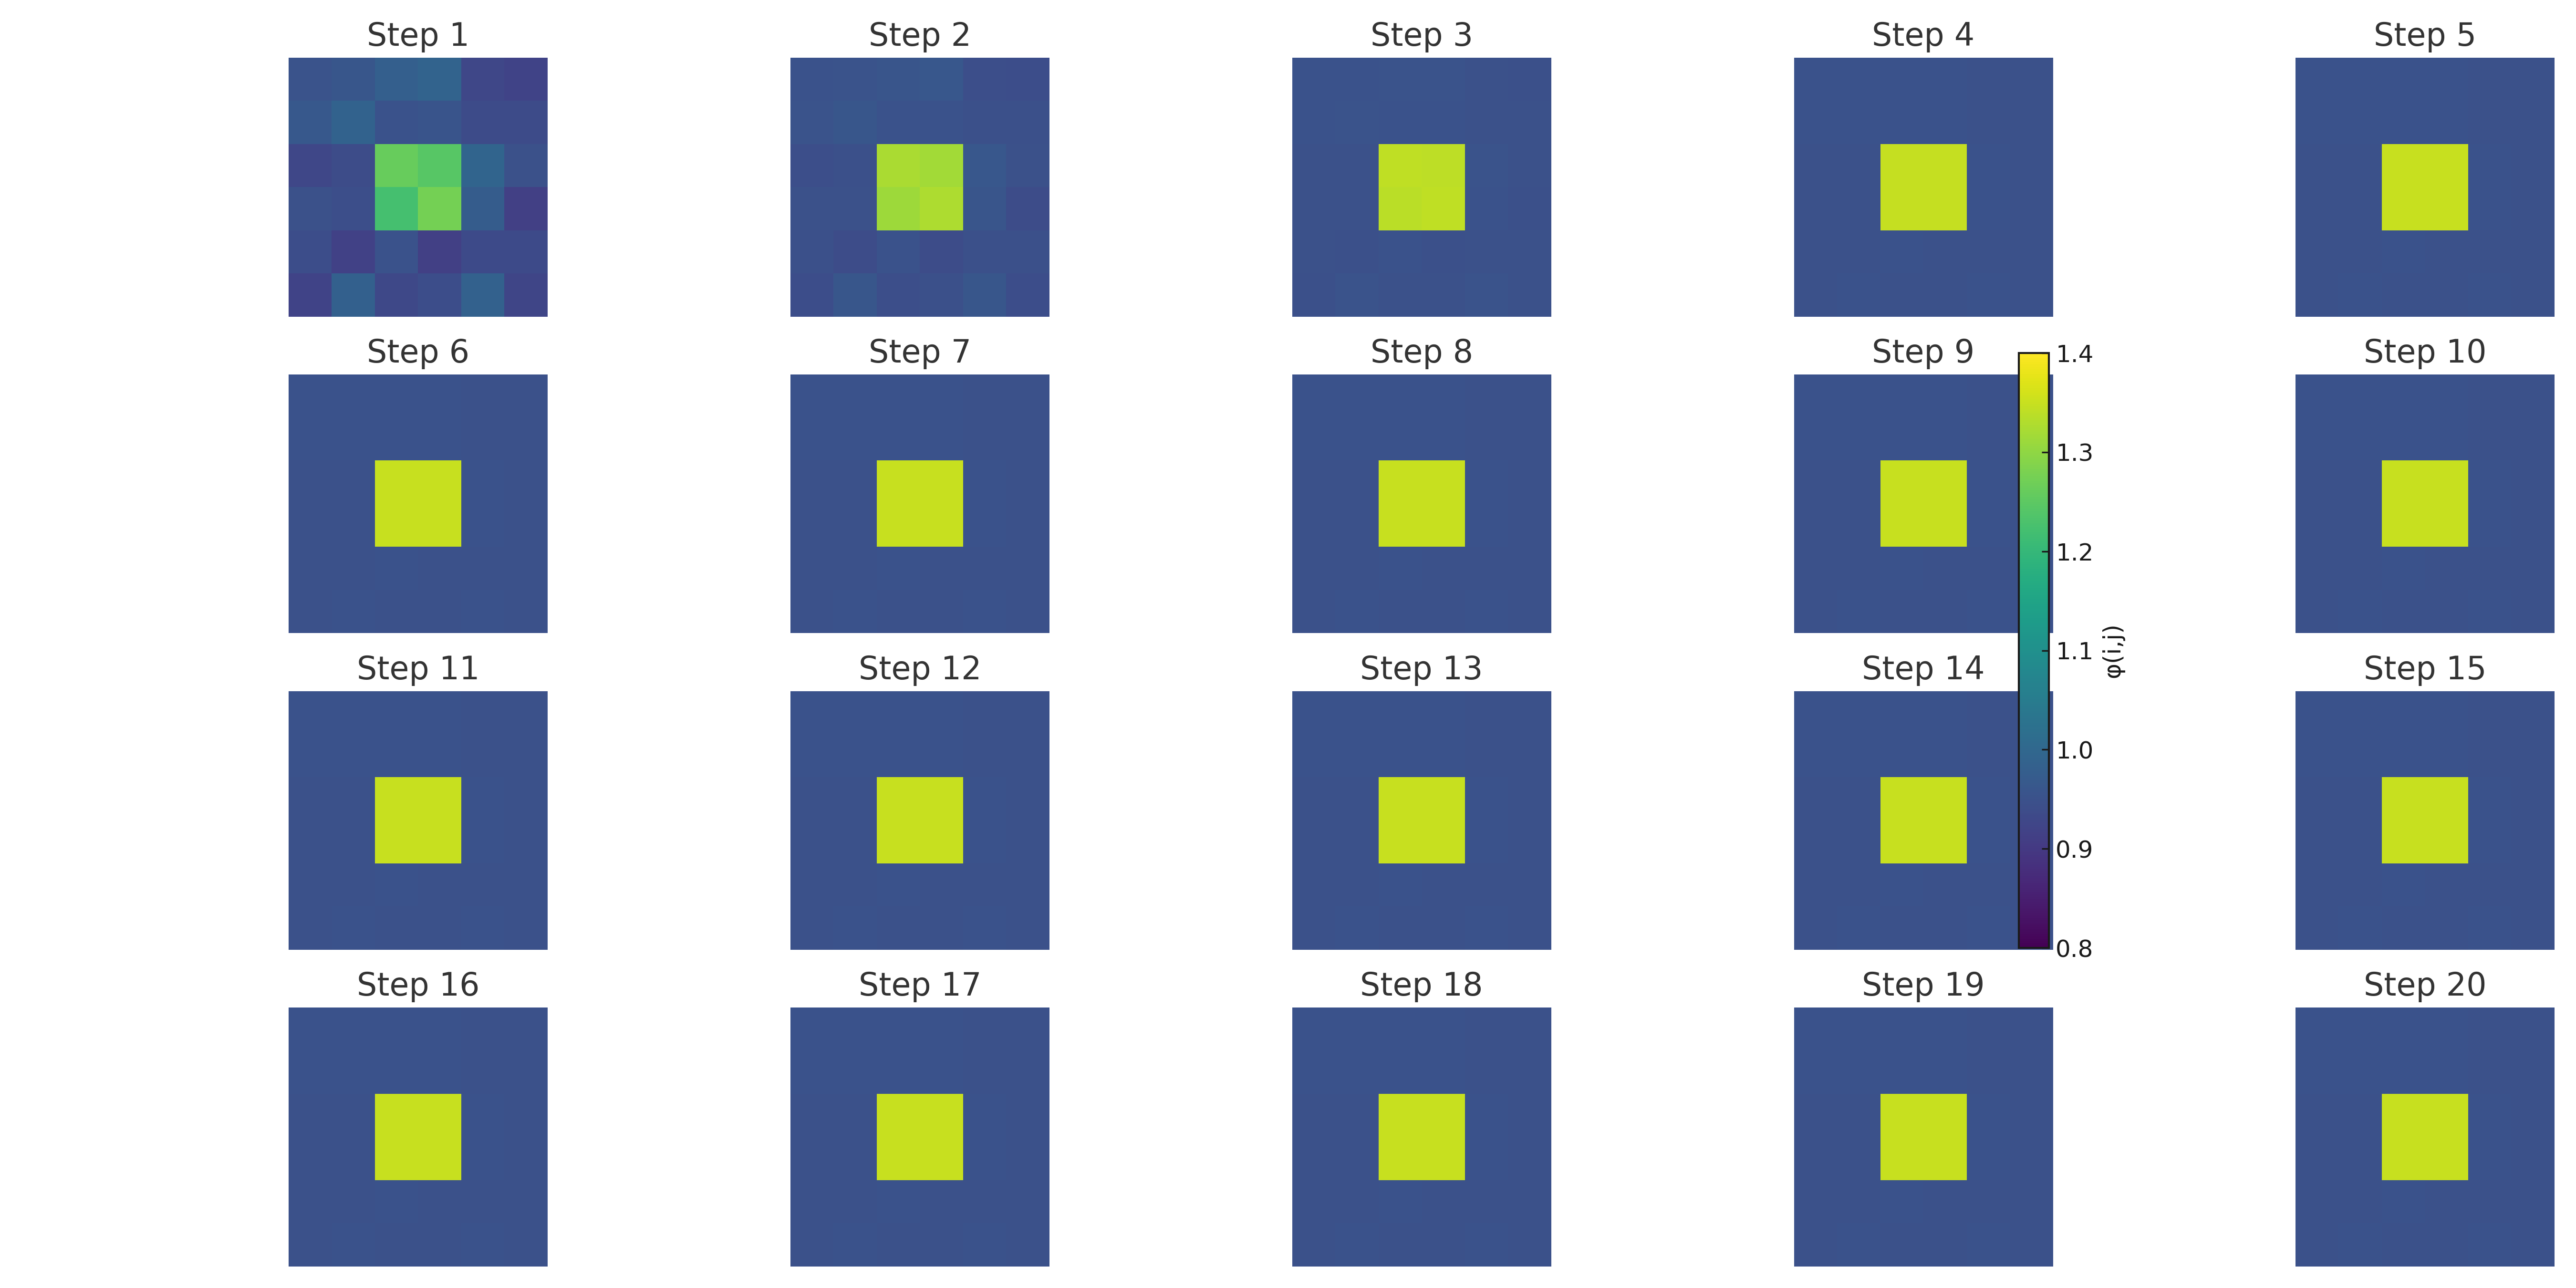 Step 1
Step 2
Step 3
Step 4
Step 5
Step 6
Step 7
Step 8
Step 9
Step 10
1.4
1.3
1.2
1.1
1.0
0.9
0.8
φ(i,j)
Step 11
Step 12
Step 13
Step 14
Step 15
Step 16
Step 17
Step 18
Step 19
Step 20